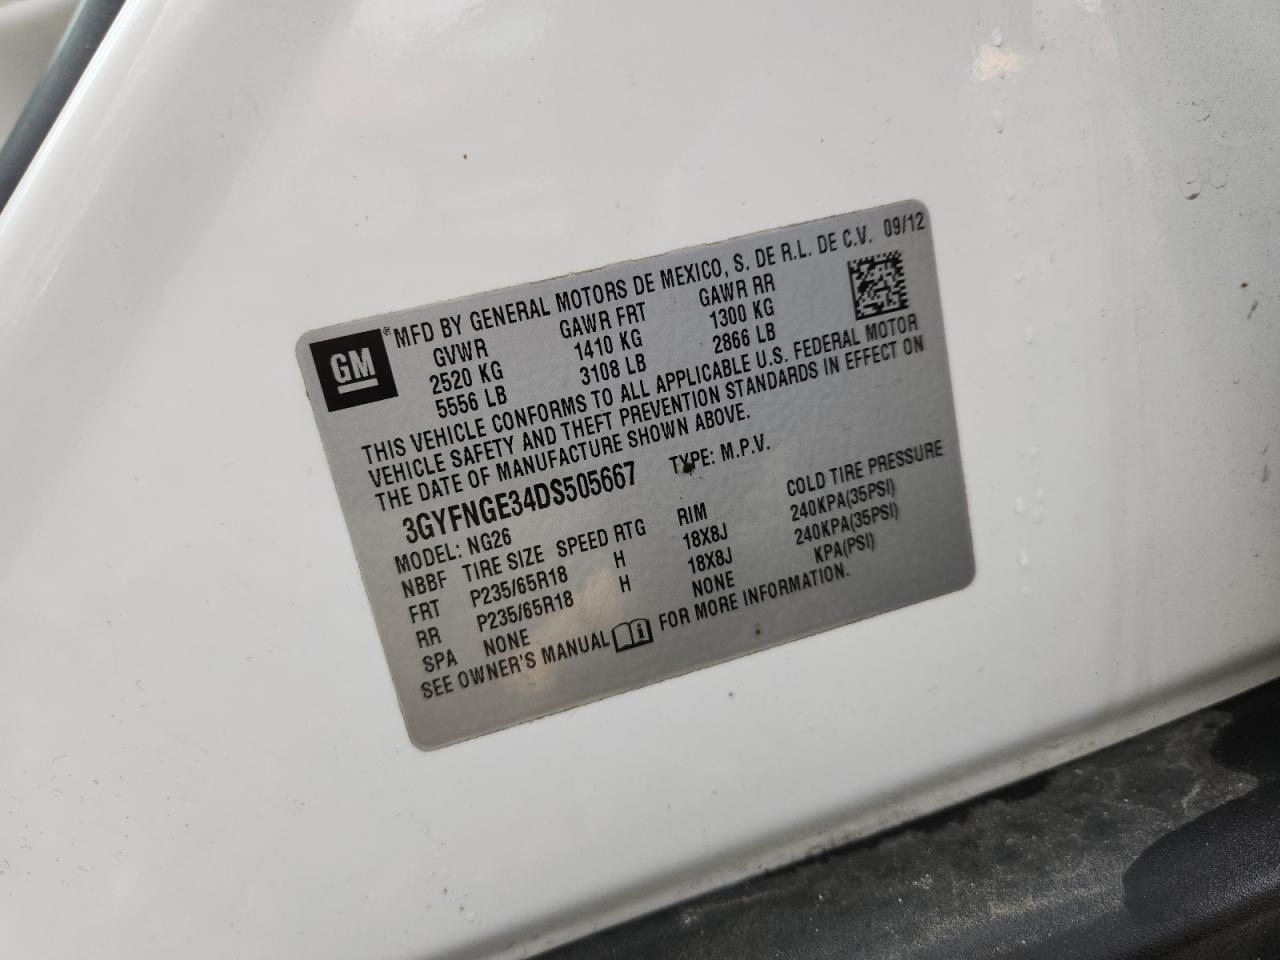 GM
® MFD BY GENERAL MOTORS DE MEXICO, S. DE R.L. DE C.V. 09/12
GVWR GAWR FRT GAWR RR
2520 KG 1410 KG 1300 KG
5556 LB 3108 LB 2866 LB
THIS VEHICLE CONFORMS TO ALL APPLICABLE U.S. FEDERAL MOTOR
VEHICLE SAFETY AND THEFT PREVENTION STANDARDS IN EFFECT ON
THE DATE OF MANUFACTURE SHOWN ABOVE.
3GYFNGE34DS505667 TYPE: M.P.V.
MODEL: NG26
NBBF TIRE SIZE SPEED RTG RIM COLD TIRE PRESSURE
FRT P235/65R18 H 18X8J 240KPA(35PSI)
RR P235/65R18 H 18X8J 240KPA(35PSI)
SPA NONE NONE KPA(PSI)
SEE OWNER'S MANUAL FOR MORE INFORMATION.